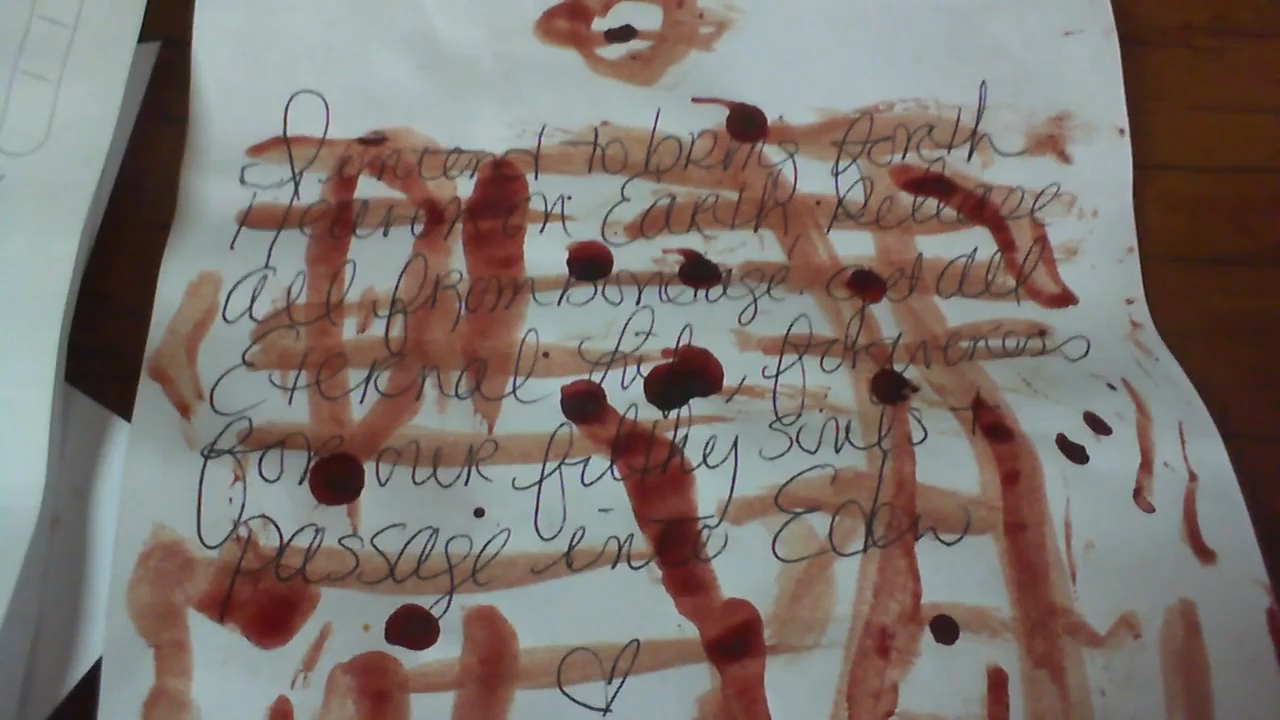 I intend to bring forth
Heaven on Earth. Release
all from Bondage. get all
Eternal life, forgiveness
for our filthy sines +
passage into Eden